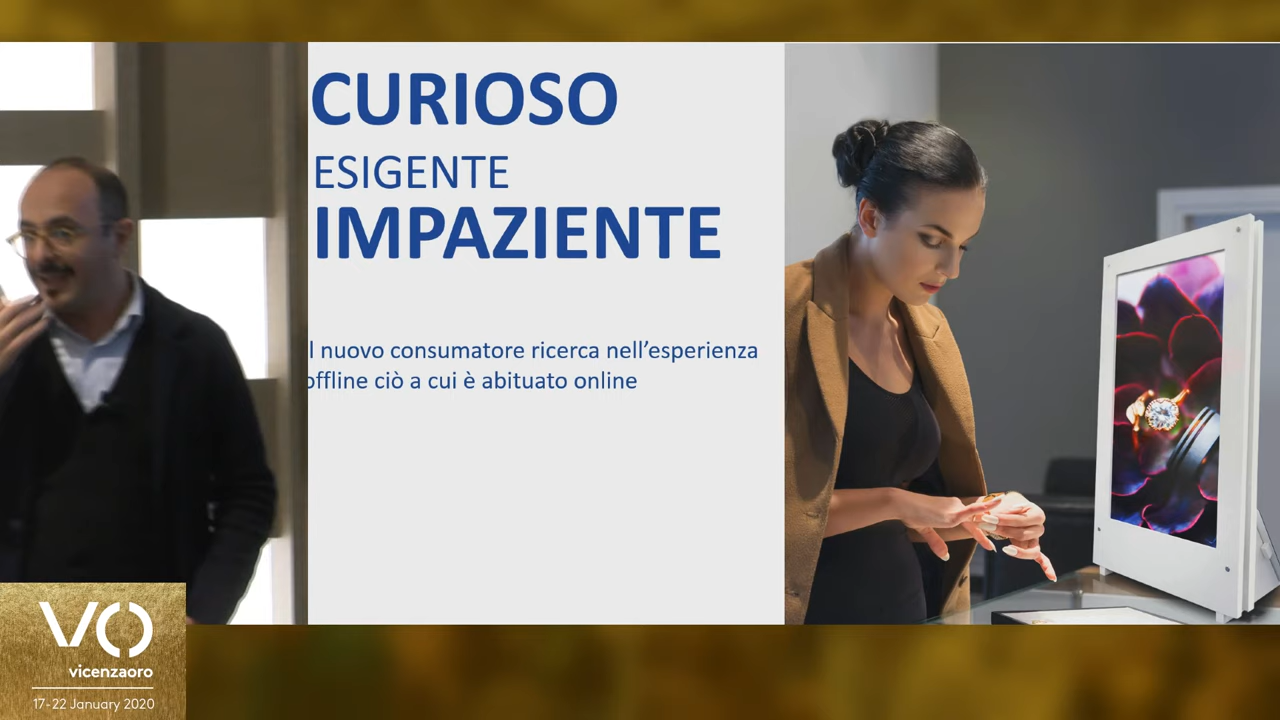 CURIOSO
ESIGENTE
IMPAZIENTE
l nuovo consumatore ricerca nell'esperienza
offline ciò a cui è abituato online
VO
vicenzaoro
17-22 January 2020